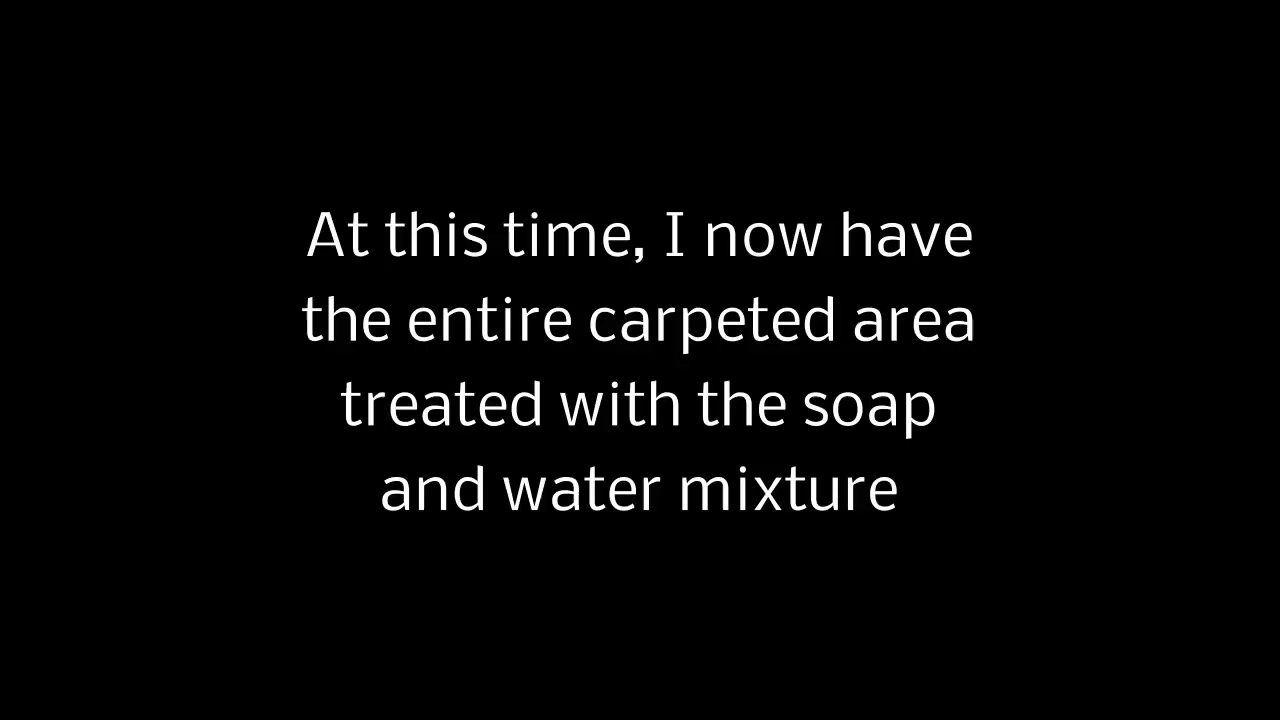 At this time, I now have
the entire carpeted area
treated with the soap
and water mixture